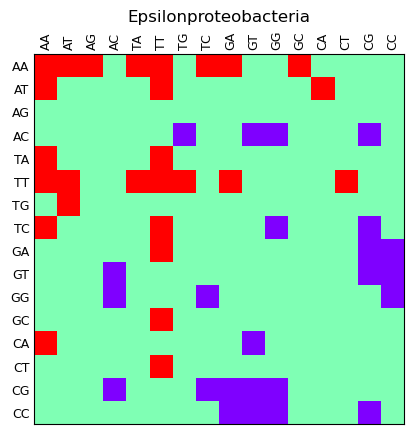 Epsilonproteobacteria
AA AT AG AC TA TT TG TC GA GT GG GC CA CT CG CC
AA
AT
AG
AC
TA
TT
TG
TC
GA
GT
GG
GC
CA
CT
CG
CC